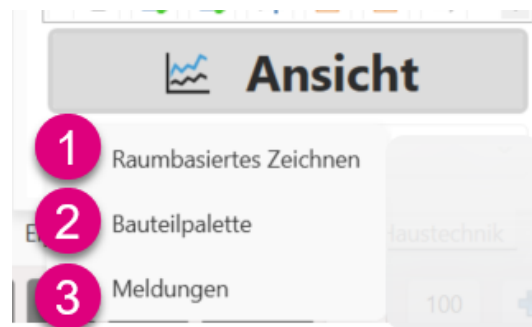 Ansicht
1 Raumbasiertes Zeichnen
2 Bauteilpalette
Haustechnik
3 Meldungen
100